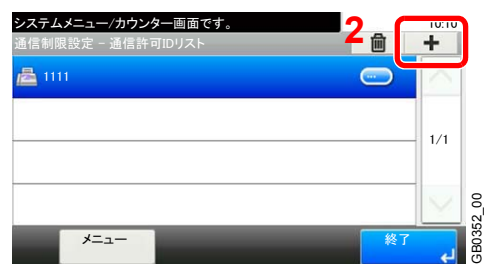 システムメニュー/カウンター画面です。
10:10
通信制限設定 - 通信許可IDリスト
2
+
1111
...
1/1
メニュー
終了
GB0352_00